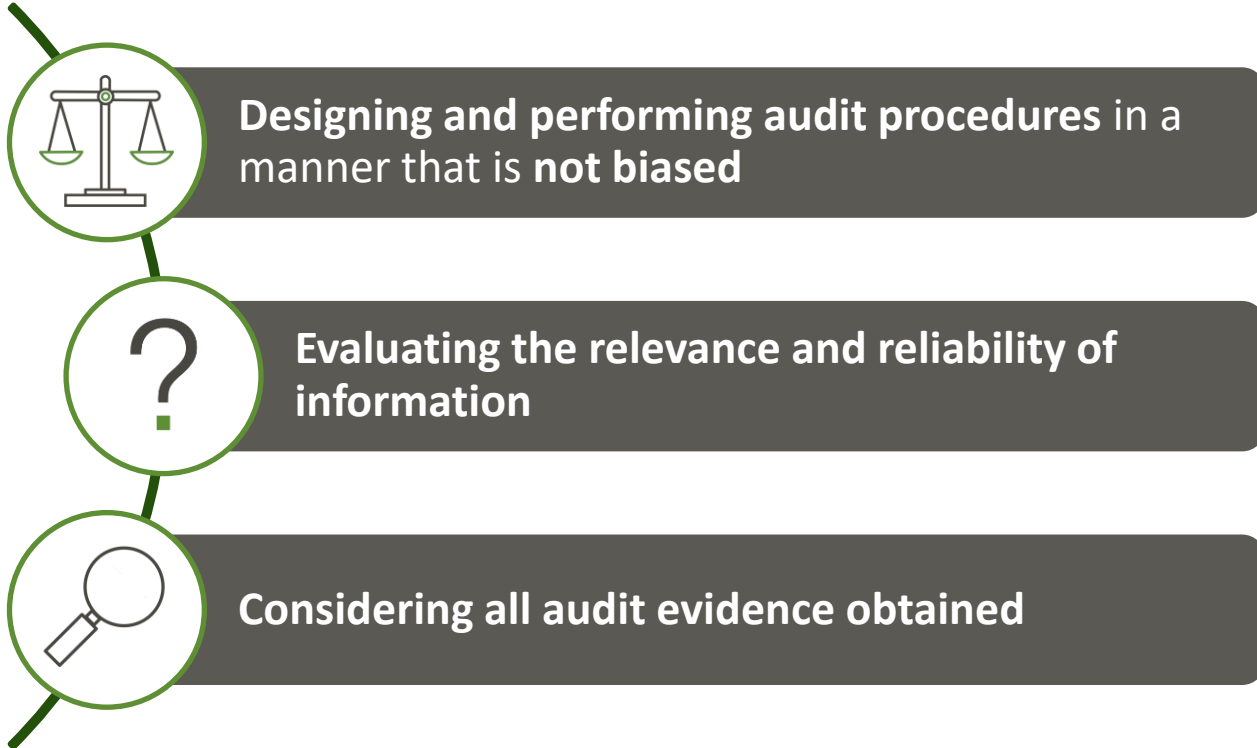 Designing and performing audit procedures in a
manner that is not biased
?
Evaluating the relevance and reliability of
information
Considering all audit evidence obtained